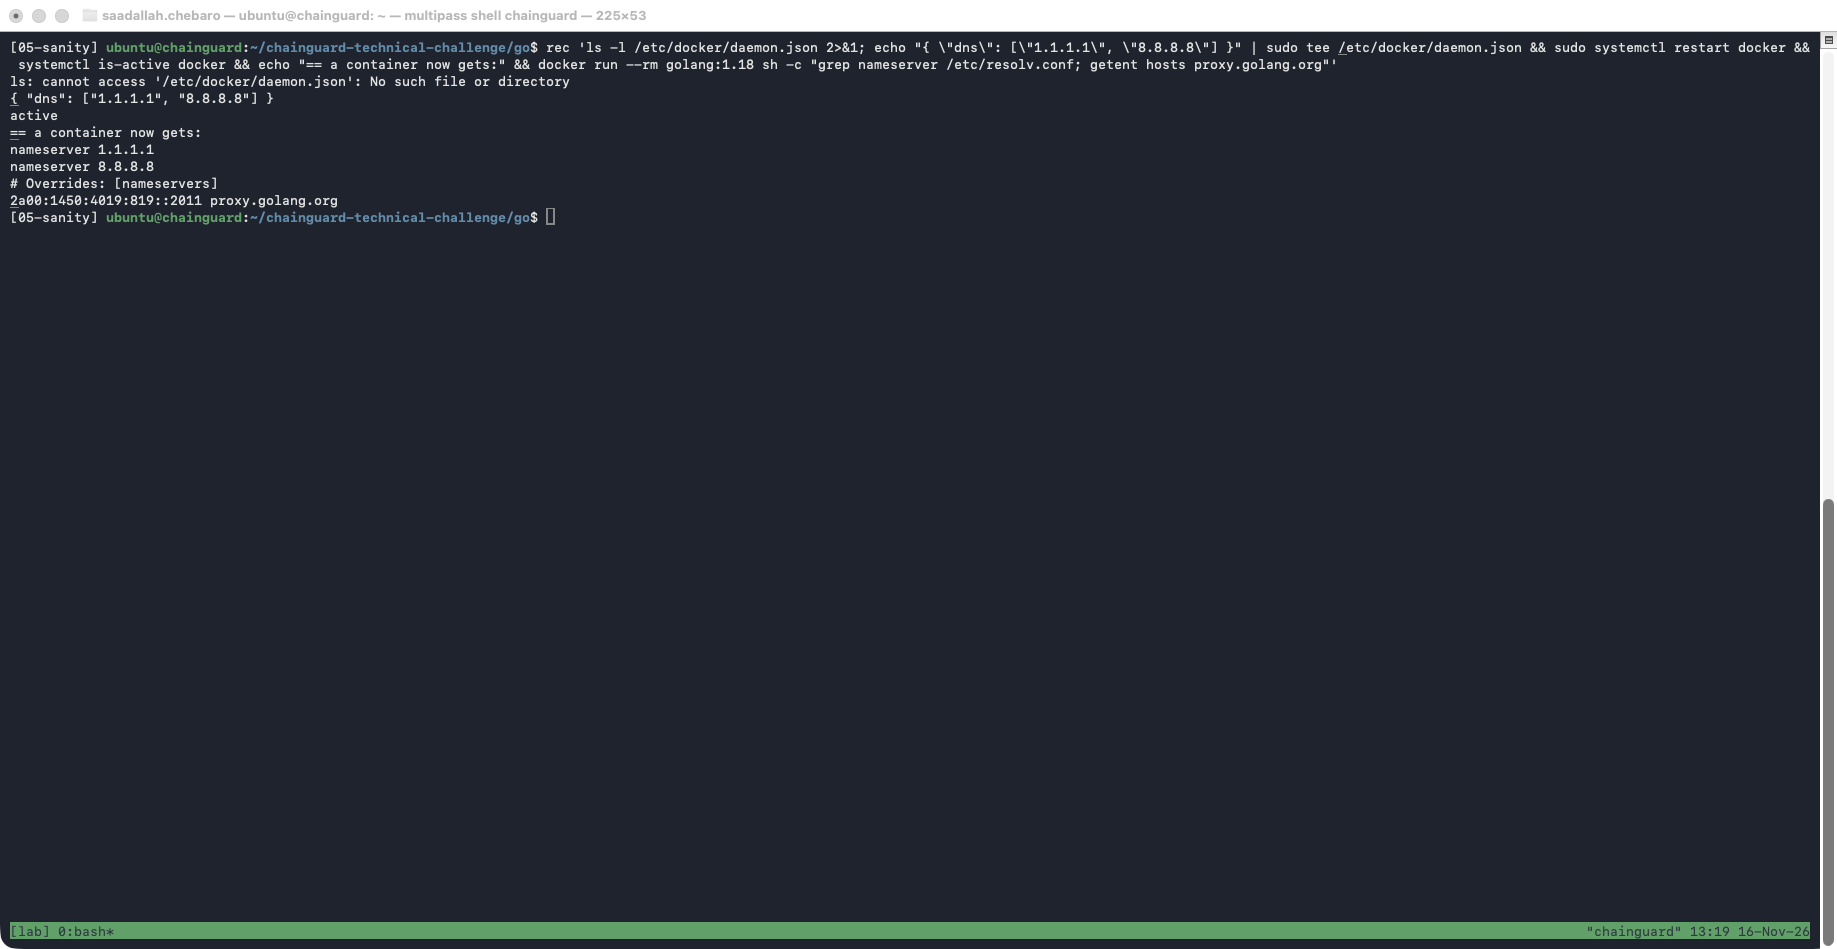 saadallah.chebaro — ubuntu@chainguard: ~ — multipass shell chainguard — 225×53
[05-sanity] ubuntu@chainguard:~/chainguard-technical-challenge/go$ rec 'ls -l /etc/docker/daemon.json 2>&1; echo "{ \"dns\": [\"1.1.1.1\", \"8.8.8.8\"] }" | sudo tee /etc/docker/daemon.json && sudo systemctl restart docker &&
 systemctl is-active docker && echo "== a container now gets:" && docker run --rm golang:1.18 sh -c "grep nameserver /etc/resolv.conf; getent hosts proxy.golang.org"'
ls: cannot access '/etc/docker/daemon.json': No such file or directory
{ "dns": ["1.1.1.1", "8.8.8.8"] }
active
== a container now gets:
nameserver 1.1.1.1
nameserver 8.8.8.8
# Overrides: [nameservers]
2a00:1450:4019:819::2011 proxy.golang.org
[05-sanity] ubuntu@chainguard:~/chainguard-technical-challenge/go$
[lab] 0:bash* "chainguard" 13:19 16-Nov-26